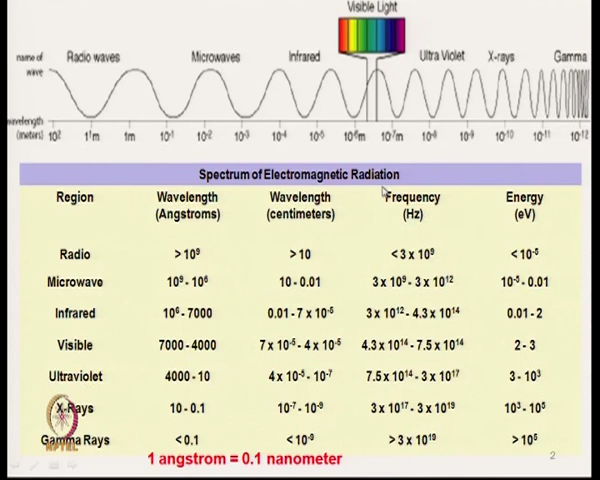 Visible Light
name of wave Radio waves Microwaves Infrared Ultra Violet X-rays Gamma
wavelength (meters) 10² 1¹m 1m 10⁻¹ 10⁻² 10⁻³ 10⁻⁴ 10⁻⁵ 10⁻⁶m 10⁻⁷m 10⁻⁸ 10⁻⁹ 10⁻¹⁰ 10⁻¹¹ 10⁻¹²
Spectrum of Electromagnetic Radiation
Region Wavelength (Angstroms) Wavelength (centimeters) Frequency (Hz) Energy (eV)
Radio > 10⁹ > 10 < 3 x 10⁹ < 10⁻⁵
Microwave 10⁹ - 10⁶ 10 - 0.01 3 x 10⁹ - 3 x 10¹² 10⁻⁵ - 0.01
Infrared 10⁶ - 7000 0.01 - 7 x 10⁻⁵ 3 x 10¹² - 4.3 x 10¹⁴ 0.01 - 2
Visible 7000 - 4000 7 x 10⁻⁵ - 4 x 10⁻⁵ 4.3 x 10¹⁴ - 7.5 x 10¹⁴ 2 - 3
Ultraviolet 4000 - 10 4 x 10⁻⁵ - 10⁻⁷ 7.5 x 10¹⁴ - 3 x 10¹⁷ 3 - 10³
X-Rays 10 - 0.1 10⁻⁷ - 10⁻⁹ 3 x 10¹⁷ - 3 x 10¹⁹ 10³ - 10⁵
Gamma Rays < 0.1 < 10⁻⁹ > 3 x 10¹⁹ > 10⁵
NPTEL
1 angstrom = 0.1 nanometer
2